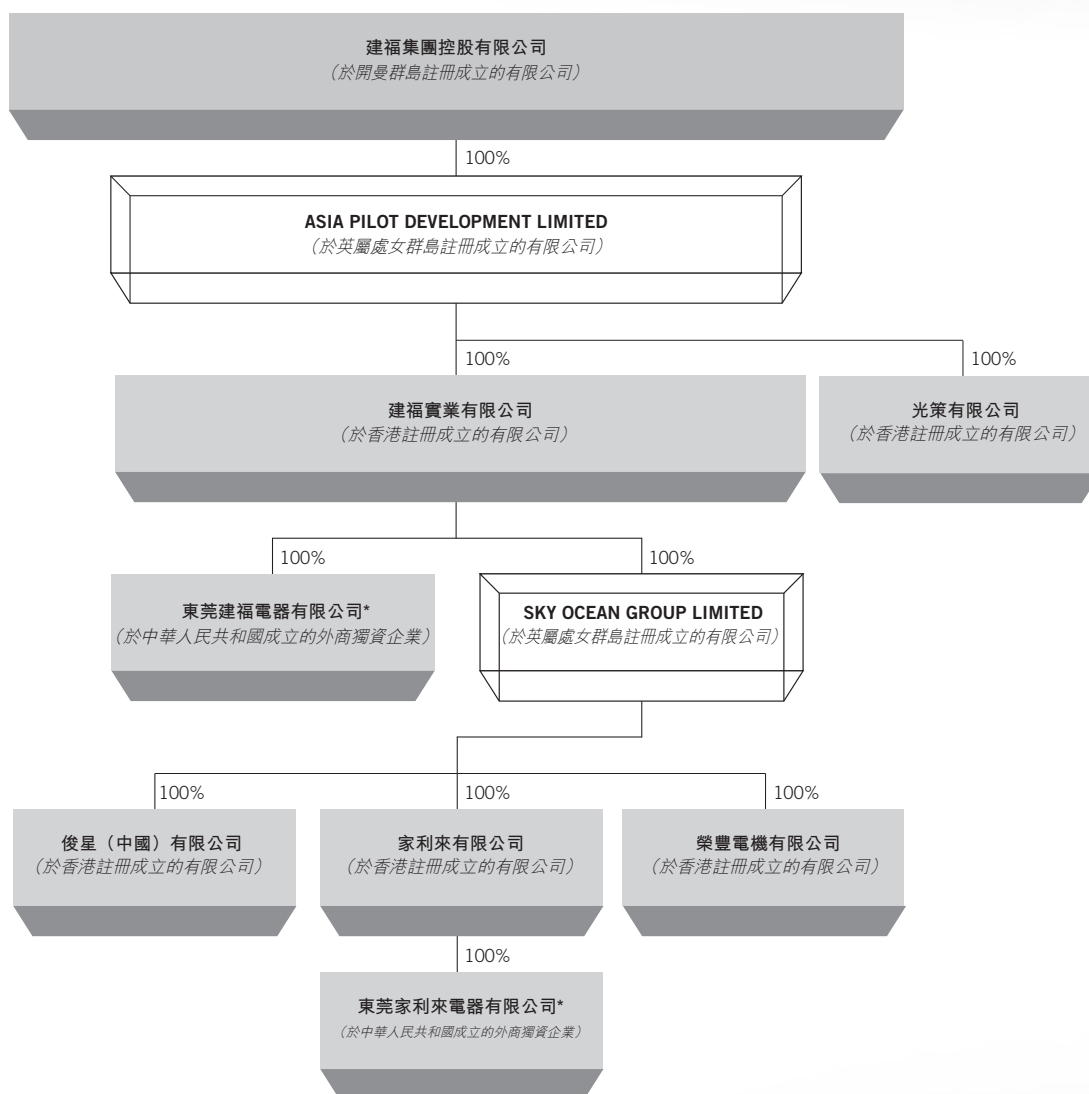 建福集團控股有限公司
（於開曼群島註冊成立的有限公司）
100%
ASIA PILOT DEVELOPMENT LIMITED
（於英屬處女群島註冊成立的有限公司）
100%
100%
建福實業有限公司
（於香港註冊成立的有限公司）
光策有限公司
（於香港註冊成立的有限公司）
100%
100%
東莞建福電器有限公司*
（於中華人民共和國成立的外商獨資企業）
SKY OCEAN GROUP LIMITED
（於英屬處女群島註冊成立的有限公司）
100%
100%
100%
俊星（中國）有限公司
（於香港註冊成立的有限公司）
家利來有限公司
（於香港註冊成立的有限公司）
榮豐電機有限公司
（於香港註冊成立的有限公司）
100%
東莞家利來電器有限公司*
（於中華人民共和國成立的外商獨資企業）